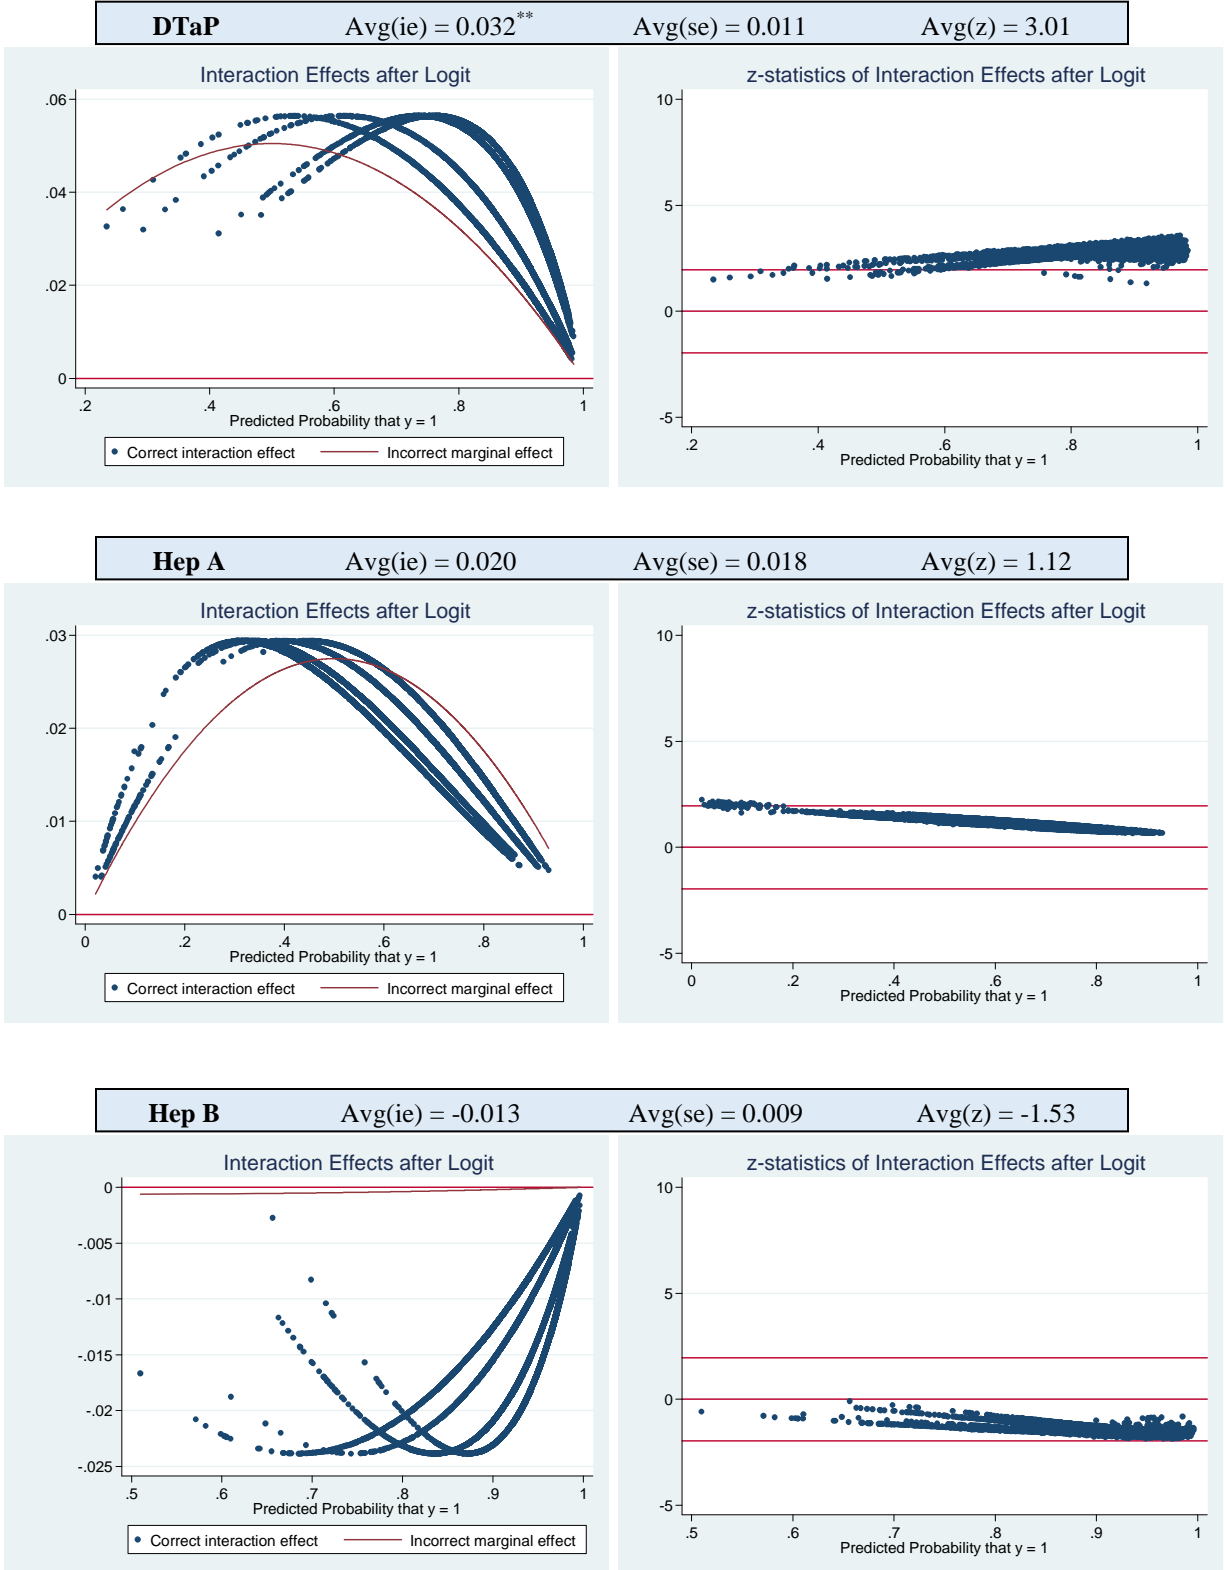 DTaP Avg(ie) = 0.032** Avg(se) = 0.011 Avg(z) = 3.01
Interaction Effects after Logit
.06
.04
.02
0
.2 .4 .6 .8 1
Predicted Probability that y = 1
Correct interaction effect Incorrect marginal effect
z-statistics of Interaction Effects after Logit
10
5
0
-5
.2 .4 .6 .8 1
Predicted Probability that y = 1
Hep A Avg(ie) = 0.020 Avg(se) = 0.018 Avg(z) = 1.12
Interaction Effects after Logit
.03
.02
.01
0
0 .2 .4 .6 .8 1
Predicted Probability that y = 1
Correct interaction effect Incorrect marginal effect
z-statistics of Interaction Effects after Logit
10
5
0
-5
0 .2 .4 .6 .8 1
Predicted Probability that y = 1
Hep B Avg(ie) = -0.013 Avg(se) = 0.009 Avg(z) = -1.53
Interaction Effects after Logit
0
-.005
-.01
-.015
-.02
-.025
.5 .6 .7 .8 .9 1
Predicted Probability that y = 1
Correct interaction effect Incorrect marginal effect
z-statistics of Interaction Effects after Logit
10
5
0
-5
.5 .6 .7 .8 .9 1
Predicted Probability that y = 1